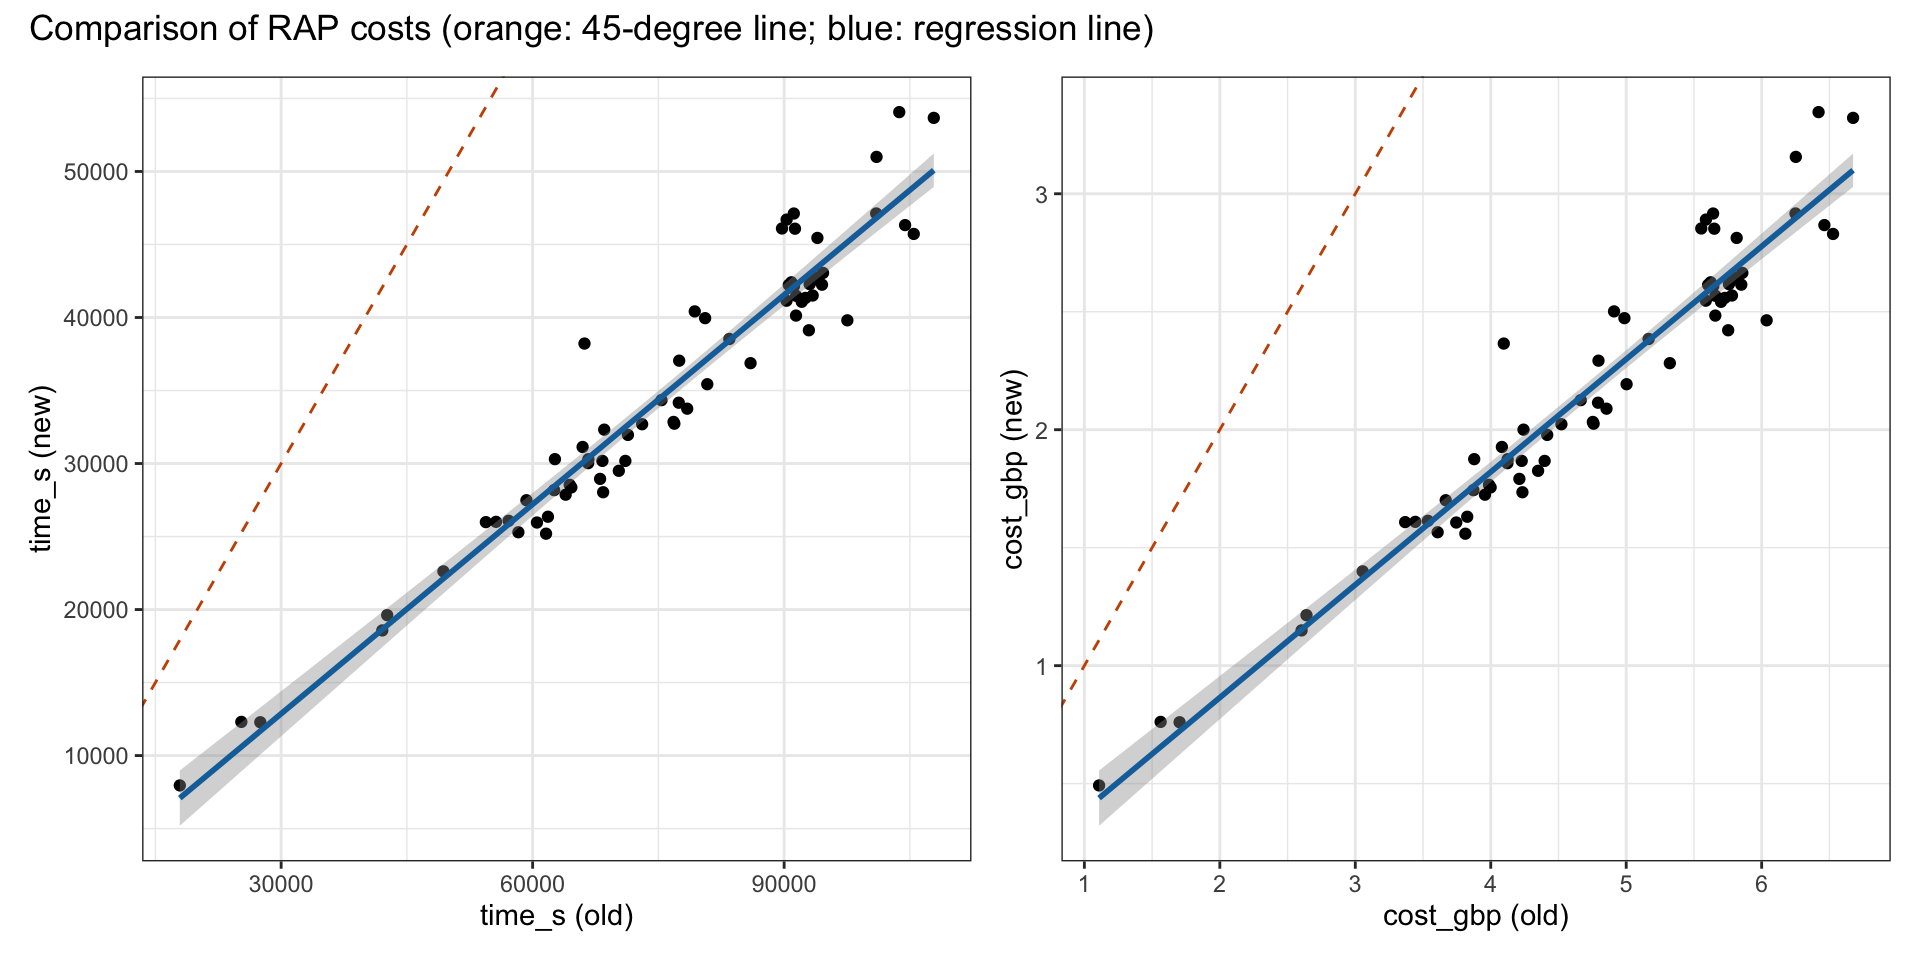 Comparison of RAP costs (orange: 45-degree line; blue: regression line)
time_s (new)
50000
40000
30000
20000
10000
30000 60000 90000
time_s (old)
cost_gbp (new)
3
2
1
1 2 3 4 5 6
cost_gbp (old)